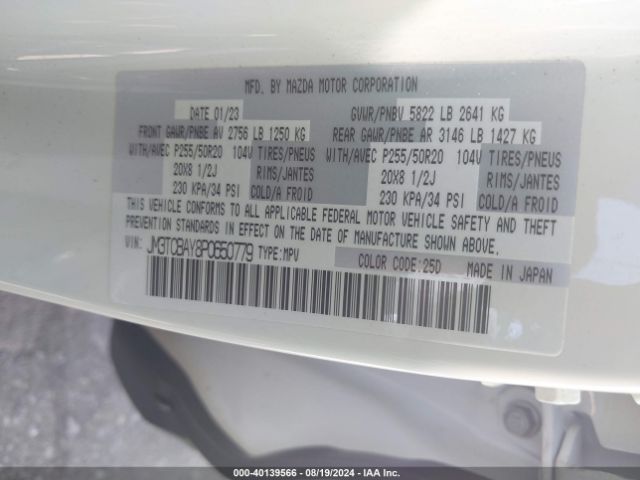 MFD. BY MAZDA MOTOR CORPORATION
DATE 01/23 GVWR/PNBV 5822 LB 2641 KG
FRONT GAWR/PNBE AV 2756 LB 1250 KG REAR GAWR/PNBE AR 3146 LB 1427 KG
WITH/AVEC P255/50R20 104V TIRES/PNEUS WITH/AVEC P255/50R20 104V TIRES/PNEUS
20X8 1/2J RIMS/JANTES 20X8 1/2J RIMS/JANTES
230 KPA/34 PSI COLD/A FROID 230 KPA/34 PSI COLD/A FROID
THIS VEHICLE CONFORMS TO ALL APPLICABLE FEDERAL MOTOR VEHICLE SAFETY AND THEFT
PREVENTION STANDARDS IN EFFECT ON THE DATE OF MANUFACTURE SHOWN ABOVE.
VIN: JM3TCBAY8P0650779 TYPE:MPV
COLOR CODE:25D MADE IN JAPAN
000-40139566 - 08/19/2024 - IAA Inc.